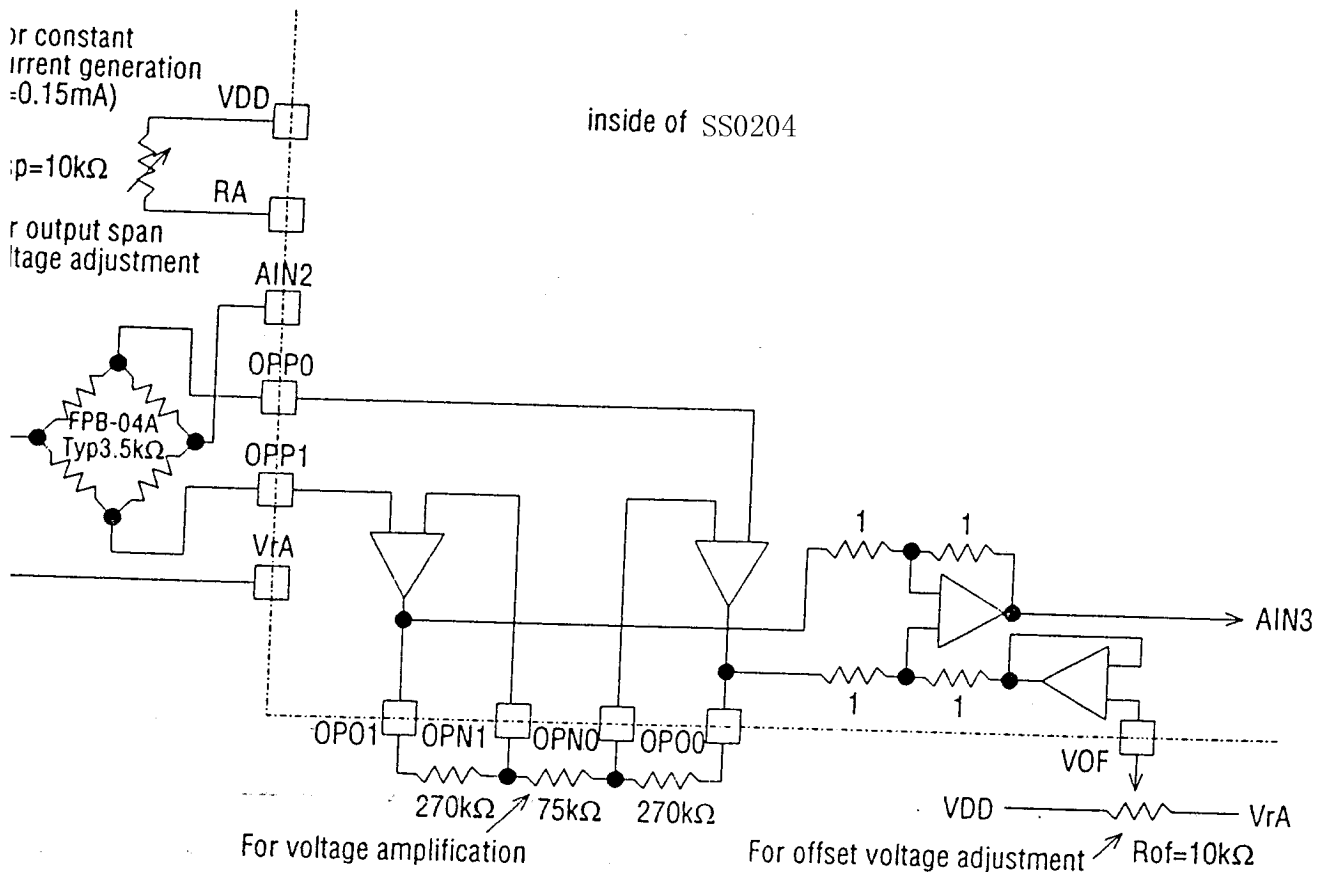 or constant
urrent generation
=0.15mA)
VDD
inside of SS0204
sp=10kΩ
RA
r output span
ltage adjustment
AIN2
OPP0
FPB-04A
Typ3.5kΩ
OPP1
VrA
1
1
AIN3
1
1
OPO1
OPN1
OPN0
OPO0
VOF
270kΩ
75kΩ
270kΩ
VDD
VrA
For voltage amplification
For offset voltage adjustment
Rof=10kΩ